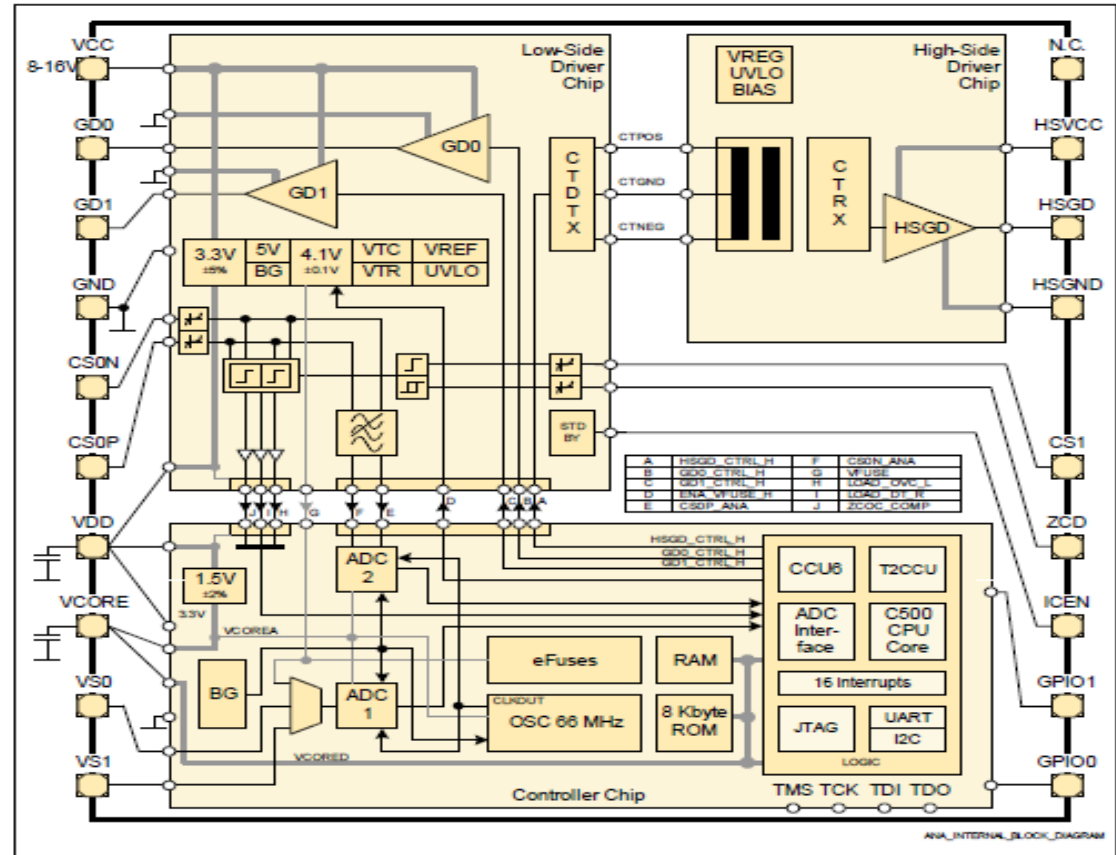 VCC
8-16V
GD0
GD1
GND
CS0N
CS0P
VDD
VCORE
VS0
VS1
Low-Side
Driver
Chip
GD0
GD1
C
T
D
T
X
3.3V
±5%
5V
BG
4.1V
±0.1V
VTC
VTR
VREF
UVLO
STD
BY
CTPOS
CTGND
CTNEG
High-Side
Driver
Chip
VREG
UVLO
BIAS
C
T
R
X
HSGD
N.C.
HSVCC
HSGD
HSGND
CS1
ZCD
ICEN
GPIO1
GPIO0
A HSGD_CTRL_H F CS0N_ANA
B GD0_CTRL_H G VFUSE
C GD1_CTRL_H H LOAD_OVC_L
D ENA_VFUSE_H I LOAD_DT_R
E CS0P_ANA J ZCOC_COMP
J I H G F E D C B A
1.5V
±2%
3.3V
VCOREA
BG
ADC
2
ADC
1
VCORED
eFuses
CLKOUT
OSC 66 MHz
RAM
8 Kbyte
ROM
HSGD_CTRL_H
GD0_CTRL_H
GD1_CTRL_H
CCU6
T2CCU
ADC
Inter-
face
C500
CPU
Core
16 Interrupts
JTAG
UART
I2C
LOGIC
Controller Chip
TMS TCK TDI TDO
ANA_INTERNAL_BLOCK_DIAGRAM